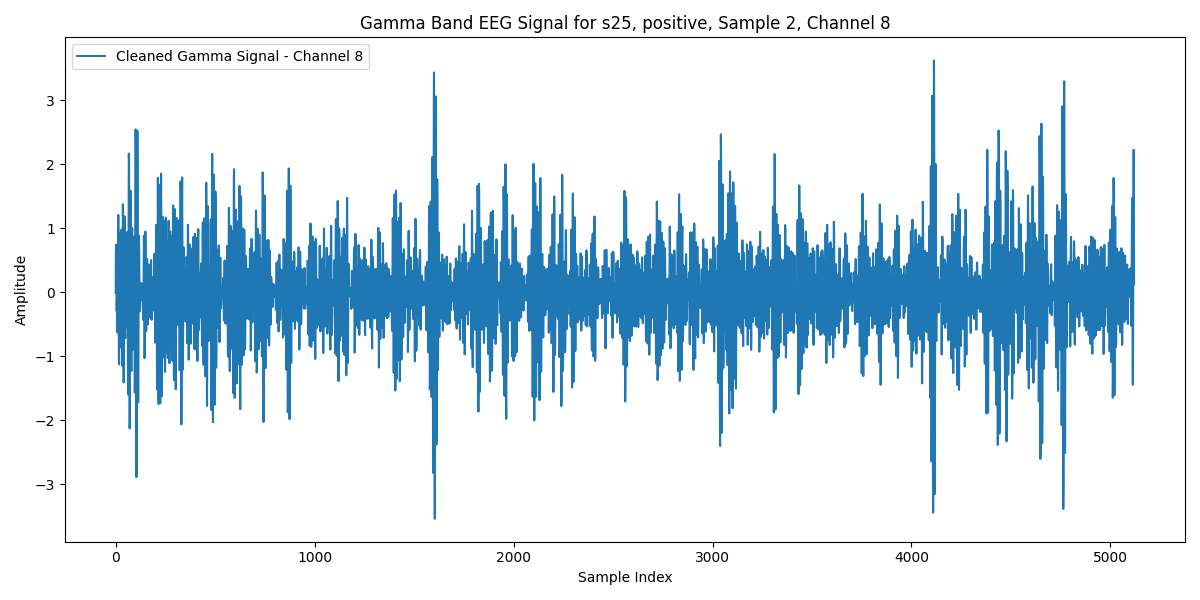 Gamma Band EEG Signal for s25, positive, Sample 2, Channel 8
Cleaned Gamma Signal - Channel 8
Amplitude
3
2
1
0
−1
−2
−3
0 1000 2000 3000 4000 5000
Sample Index